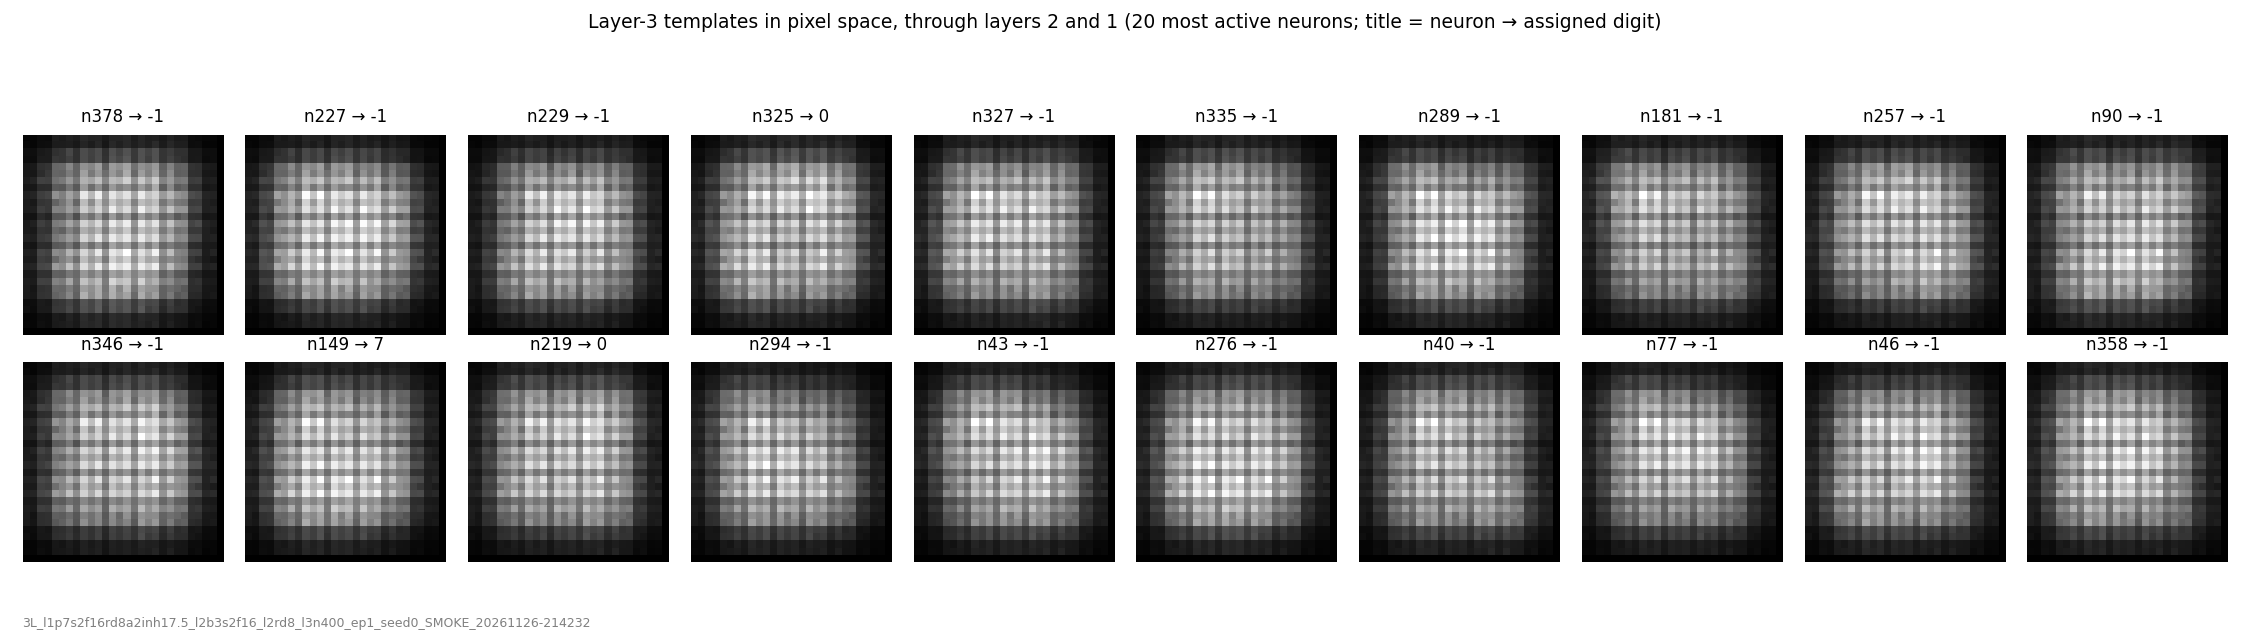 Layer-3 templates in pixel space, through layers 2 and 1 (20 most active neurons; title = neuron → assigned digit)
n378 → -1
n227 → -1
n229 → -1
n325 → 0
n327 → -1
n335 → -1
n289 → -1
n181 → -1
n257 → -1
n90 → -1
n346 → -1
n149 → 7
n219 → 0
n294 → -1
n43 → -1
n276 → -1
n40 → -1
n77 → -1
n46 → -1
n358 → -1
3L_l1p7s2f16rd8a2inh17.5_l2b3s2f16_l2rd8_l3n400_ep1_seed0_SMOKE_20261126-214232